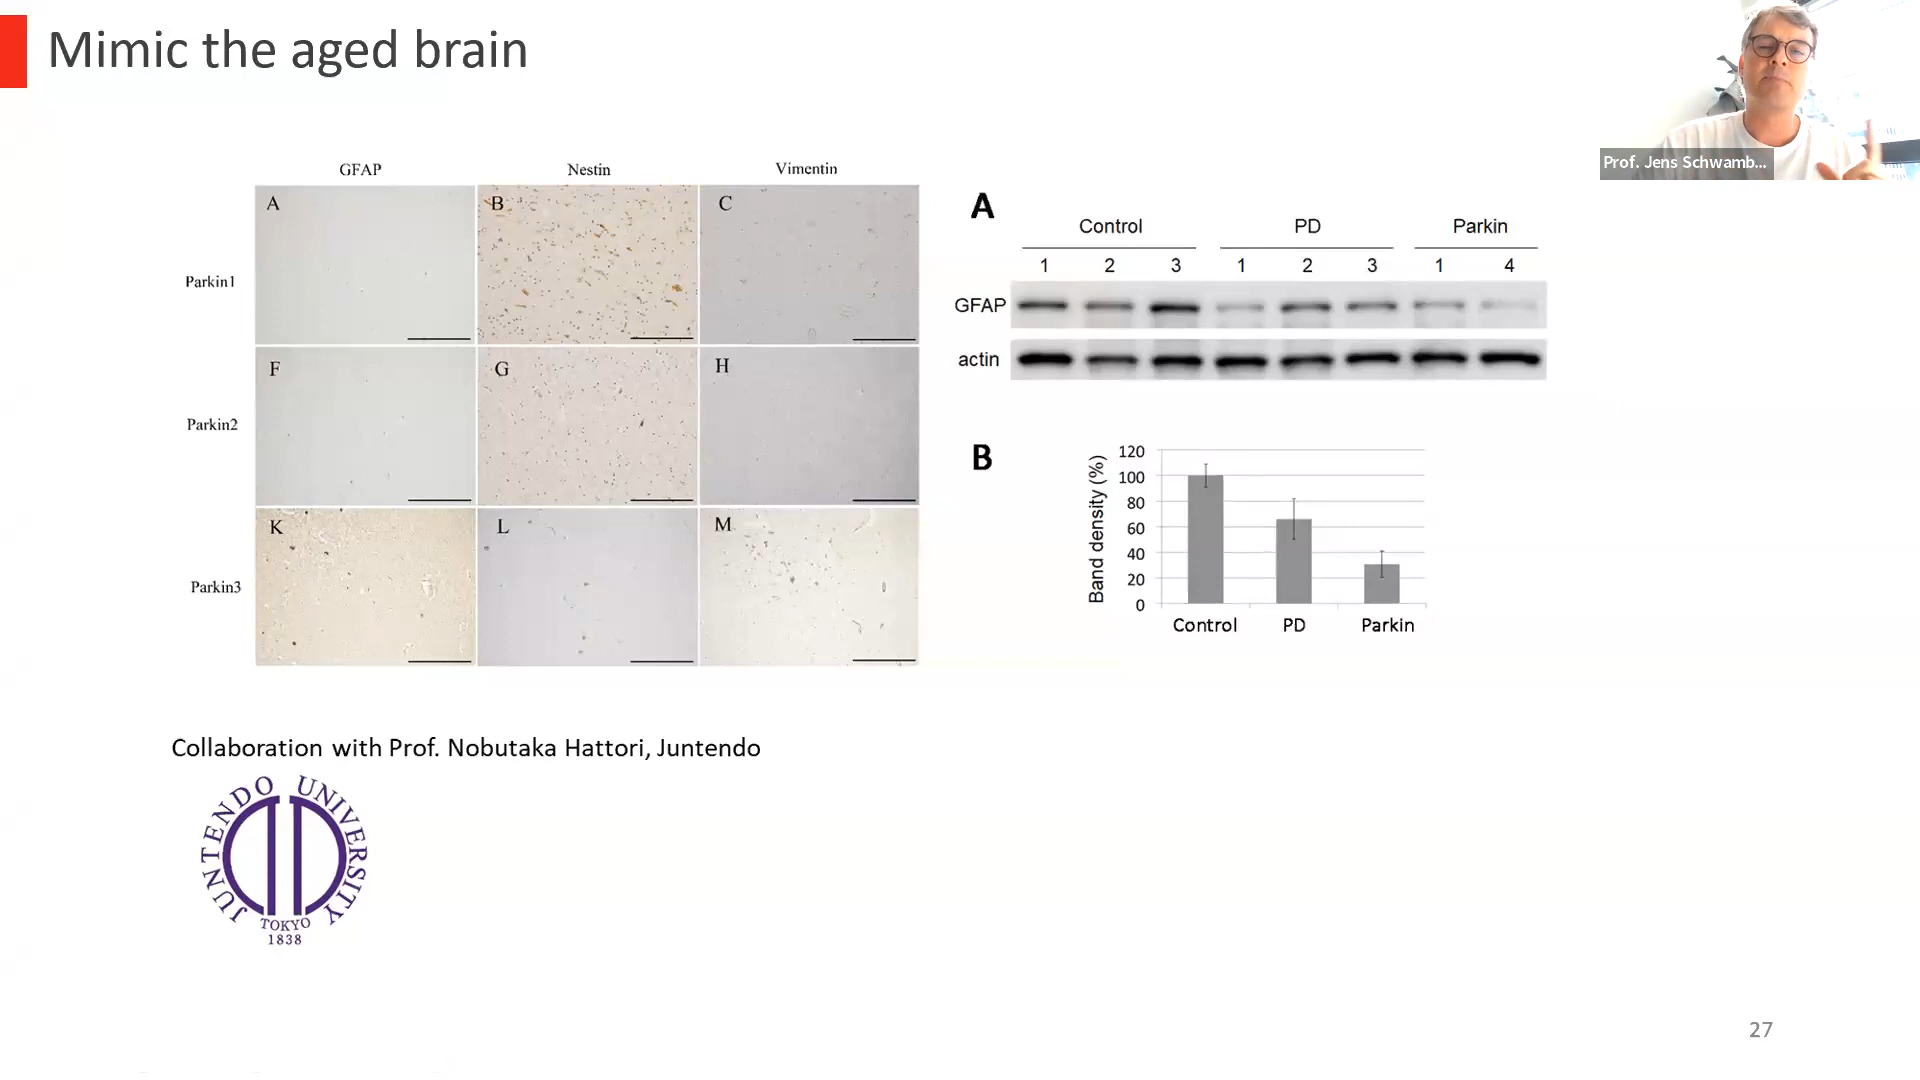 Mimic the aged brain
Prof. Jens Schwamb...
GFAP Nestin Vimentin
A B C
Parkin1
F G H
Parkin2
K L M
Parkin3
A
Control PD Parkin
1 2 3 1 2 3 1 4
GFAP
actin
B
Band density (%)
120
100
80
60
40
20
0
Control PD Parkin
Collaboration with Prof. Nobutaka Hattori, Juntendo
JUNTENDO UNIVERSITY
TOKYO
1838
27